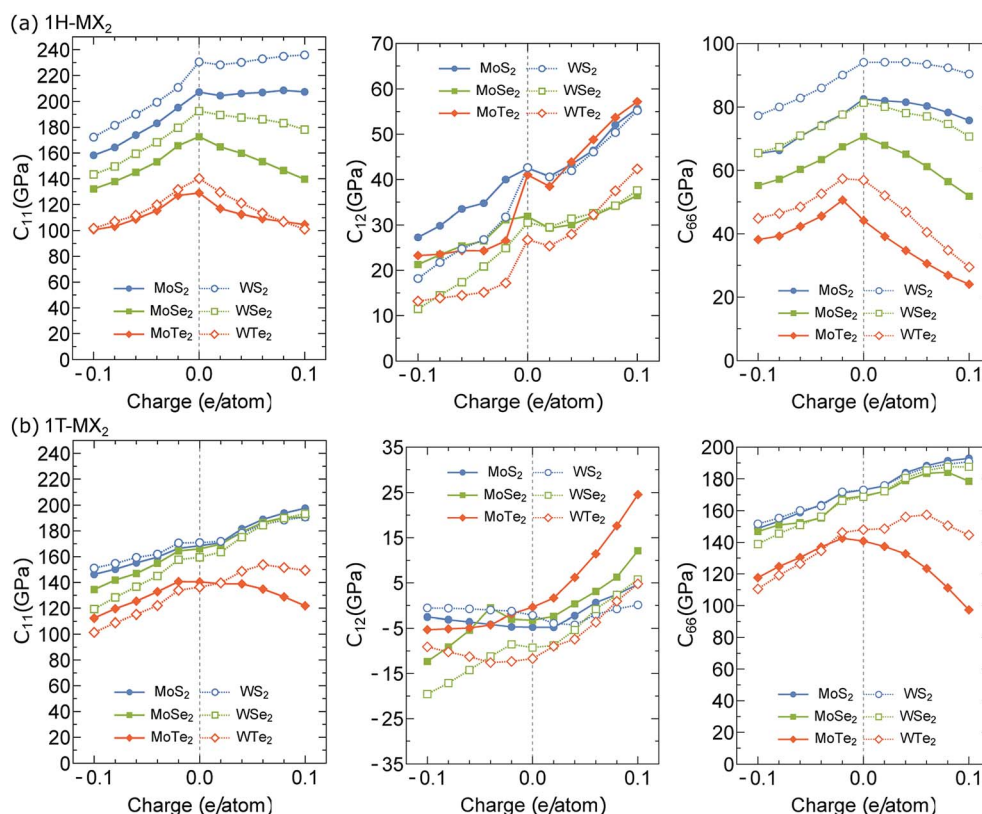 (a) 1H-MX2
C11(GPa)
240
220
200
180
160
140
120
100
80
60
40
20
0
MoS2 WS2
MoSe2 WSe2
MoTe2 WTe2
-0.1 0.0 0.1
Charge (e/atom)
C12(GPa)
70
60
50
40
30
20
10
0
MoS2 WS2
MoSe2 WSe2
MoTe2 WTe2
-0.1 0.0 0.1
Charge (e/atom)
C66(GPa)
100
80
60
40
20
0
MoS2 WS2
MoSe2 WSe2
MoTe2 WTe2
-0.1 0.0 0.1
Charge (e/atom)
(b) 1T-MX2
C11(GPa)
240
220
200
180
160
140
120
100
80
60
40
20
0
MoS2 WS2
MoSe2 WSe2
MoTe2 WTe2
-0.1 0.0 0.1
Charge (e/atom)
C12(GPa)
35
25
15
5
-5
-15
-25
-35
MoS2 WS2
MoSe2 WSe2
MoTe2 WTe2
-0.1 0.0 0.1
Charge (e/atom)
C66(GPa)
200
180
160
140
120
100
80
60
40
20
0
MoS2 WS2
MoSe2 WSe2
MoTe2 WTe2
-0.1 0.0 0.1
Charge (e/atom)